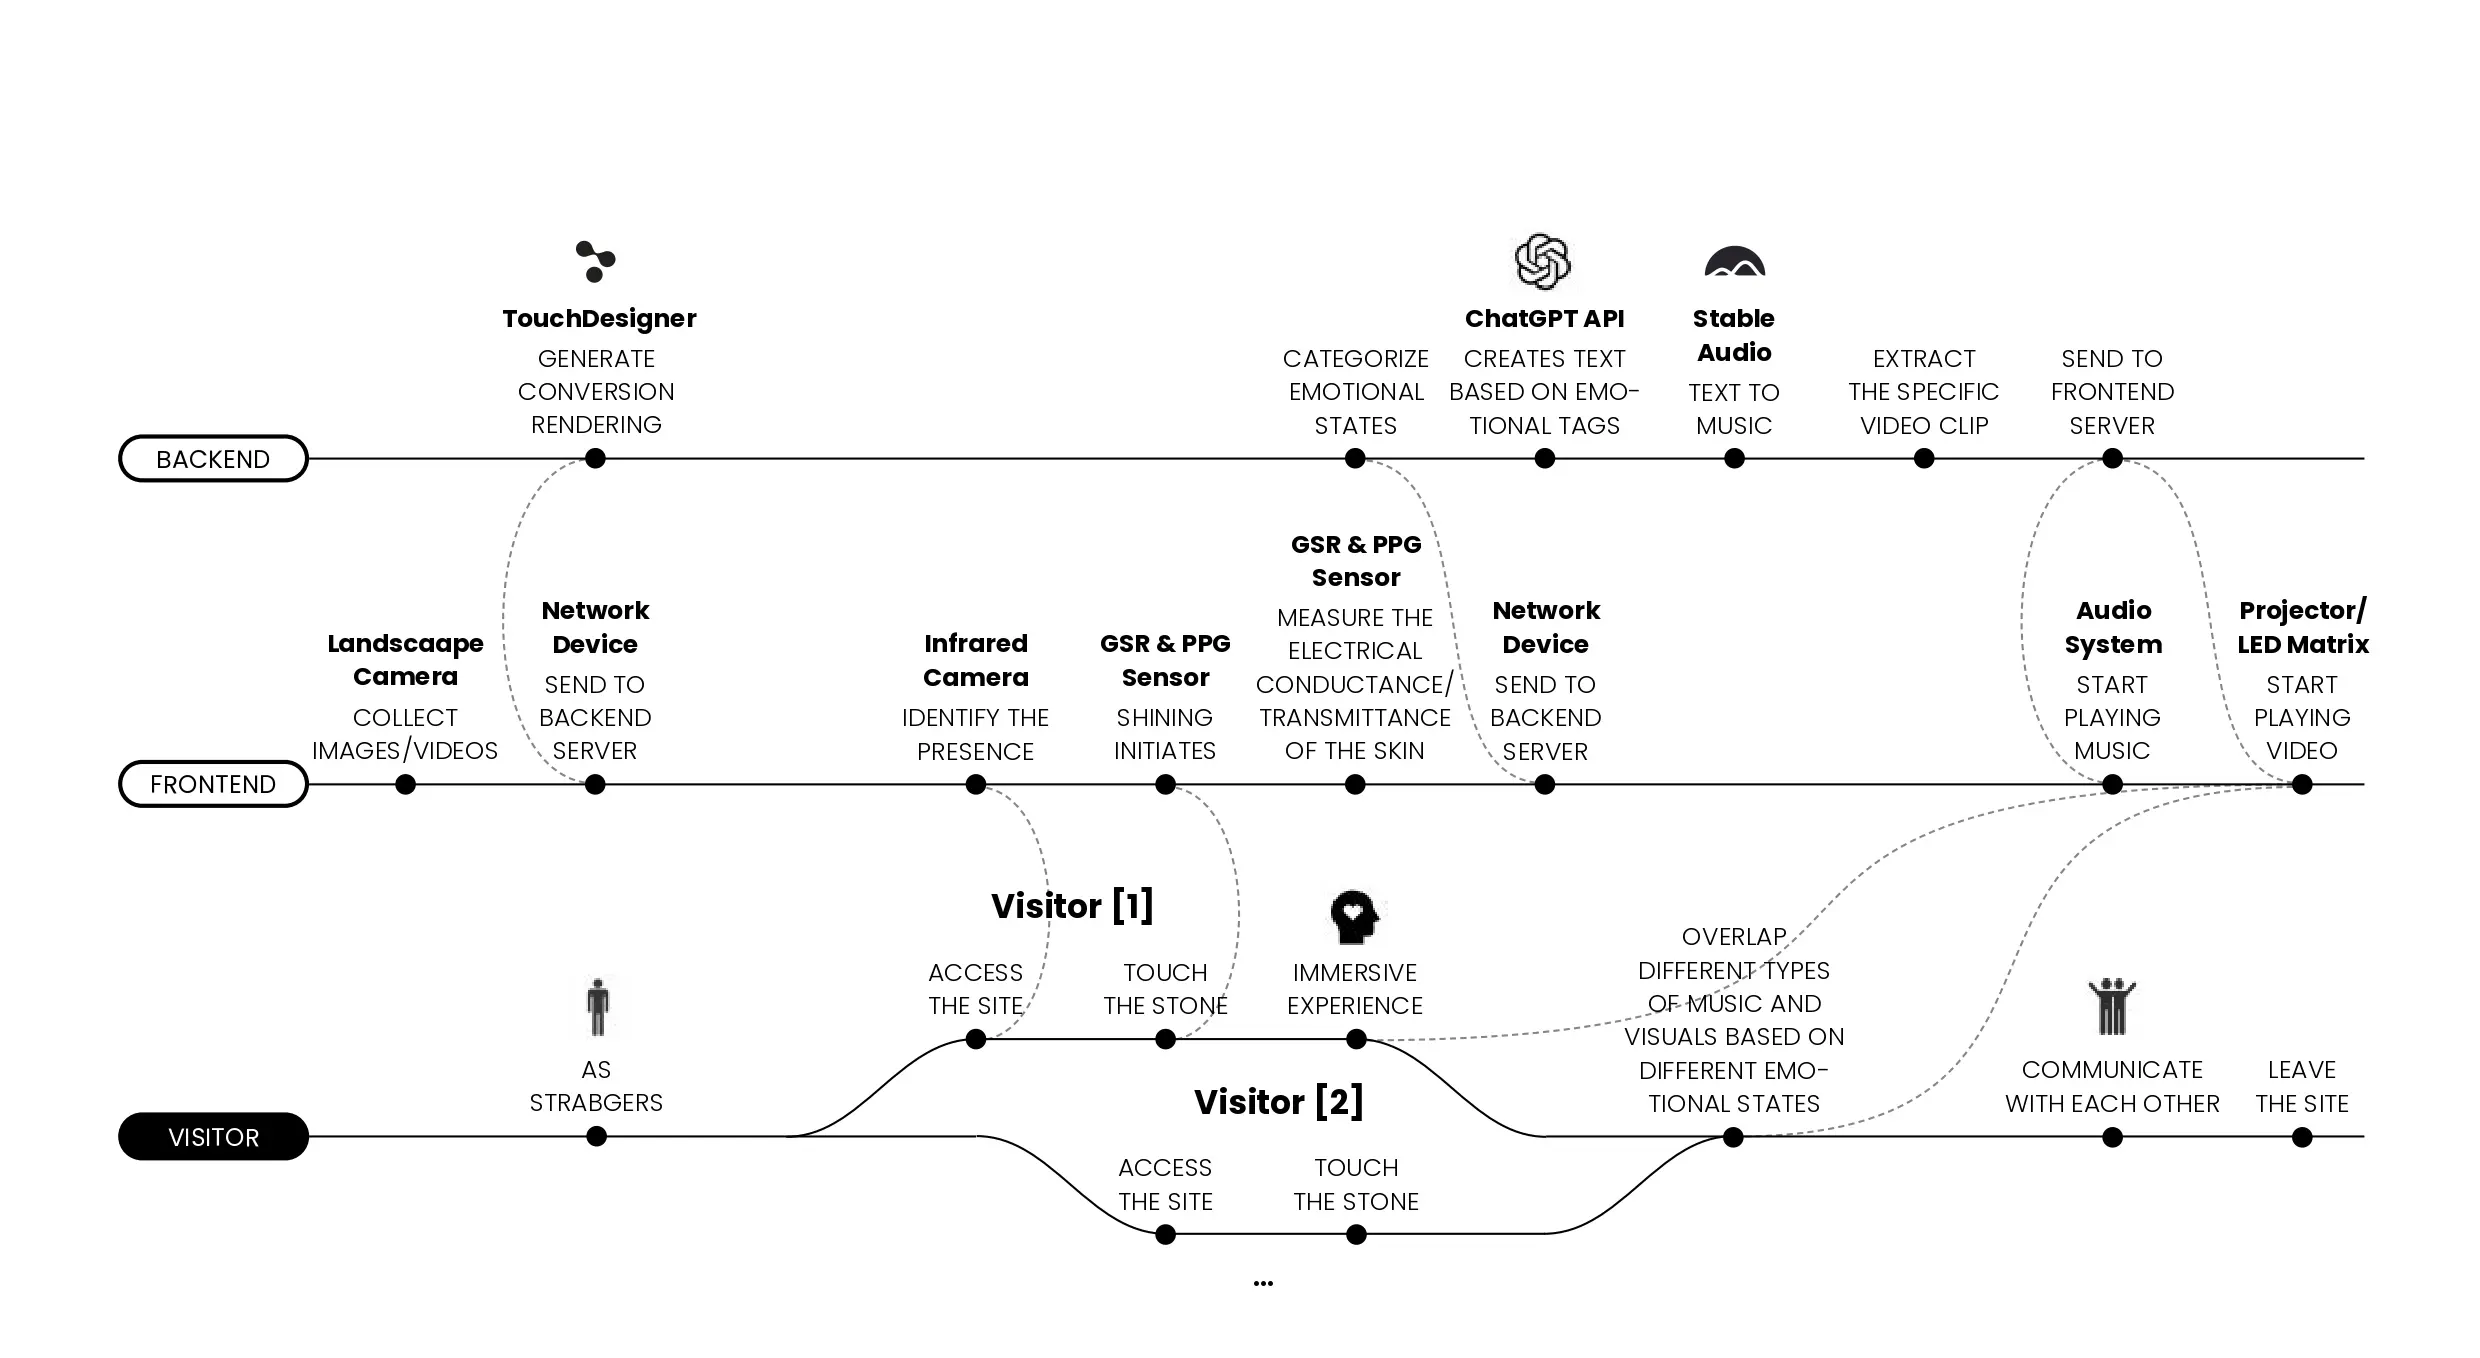 TouchDesigner
GENERATE
CONVERSION
RENDERING
CATEGORIZE
EMOTIONAL
STATES
ChatGPT API
CREATES TEXT
BASED ON EMO-
TIONAL TAGS
Stable
Audio
TEXT TO
MUSIC
EXTRACT
THE SPECIFIC
VIDEO CLIP
SEND TO
FRONTEND
SERVER
BACKEND
Landscaape
Camera
COLLECT
IMAGES/VIDEOS
Network
Device
SEND TO
BACKEND
SERVER
Infrared
Camera
IDENTIFY THE
PRESENCE
GSR & PPG
Sensor
SHINING
INITIATES
GSR & PPG
Sensor
MEASURE THE
ELECTRICAL
CONDUCTANCE/
TRANSMITTANCE
OF THE SKIN
Network
Device
SEND TO
BACKEND
SERVER
Audio
System
START
PLAYING
MUSIC
Projector/
LED Matrix
START
PLAYING
VIDEO
FRONTEND
Visitor [1]
ACCESS
THE SITE
TOUCH
THE STONE
IMMERSIVE
EXPERIENCE
OVERLAP
DIFFERENT TYPES
OF MUSIC AND
VISUALS BASED ON
DIFFERENT EMO-
TIONAL STATES
AS
STRABGERS
COMMUNICATE
WITH EACH OTHER
LEAVE
THE SITE
VISITOR
Visitor [2]
ACCESS
THE SITE
TOUCH
THE STONE
...